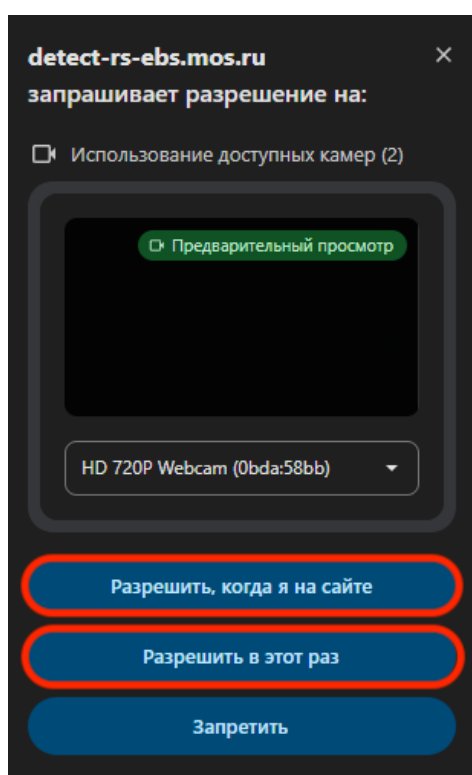 detect-rs-ebs.mos.ru
запрашивает разрешение на:
Использование доступных камер (2)
Предварительный просмотр
HD 720P Webcam (0bda:58bb)
Разрешить, когда я на сайте
Разрешить в этот раз
Запретить